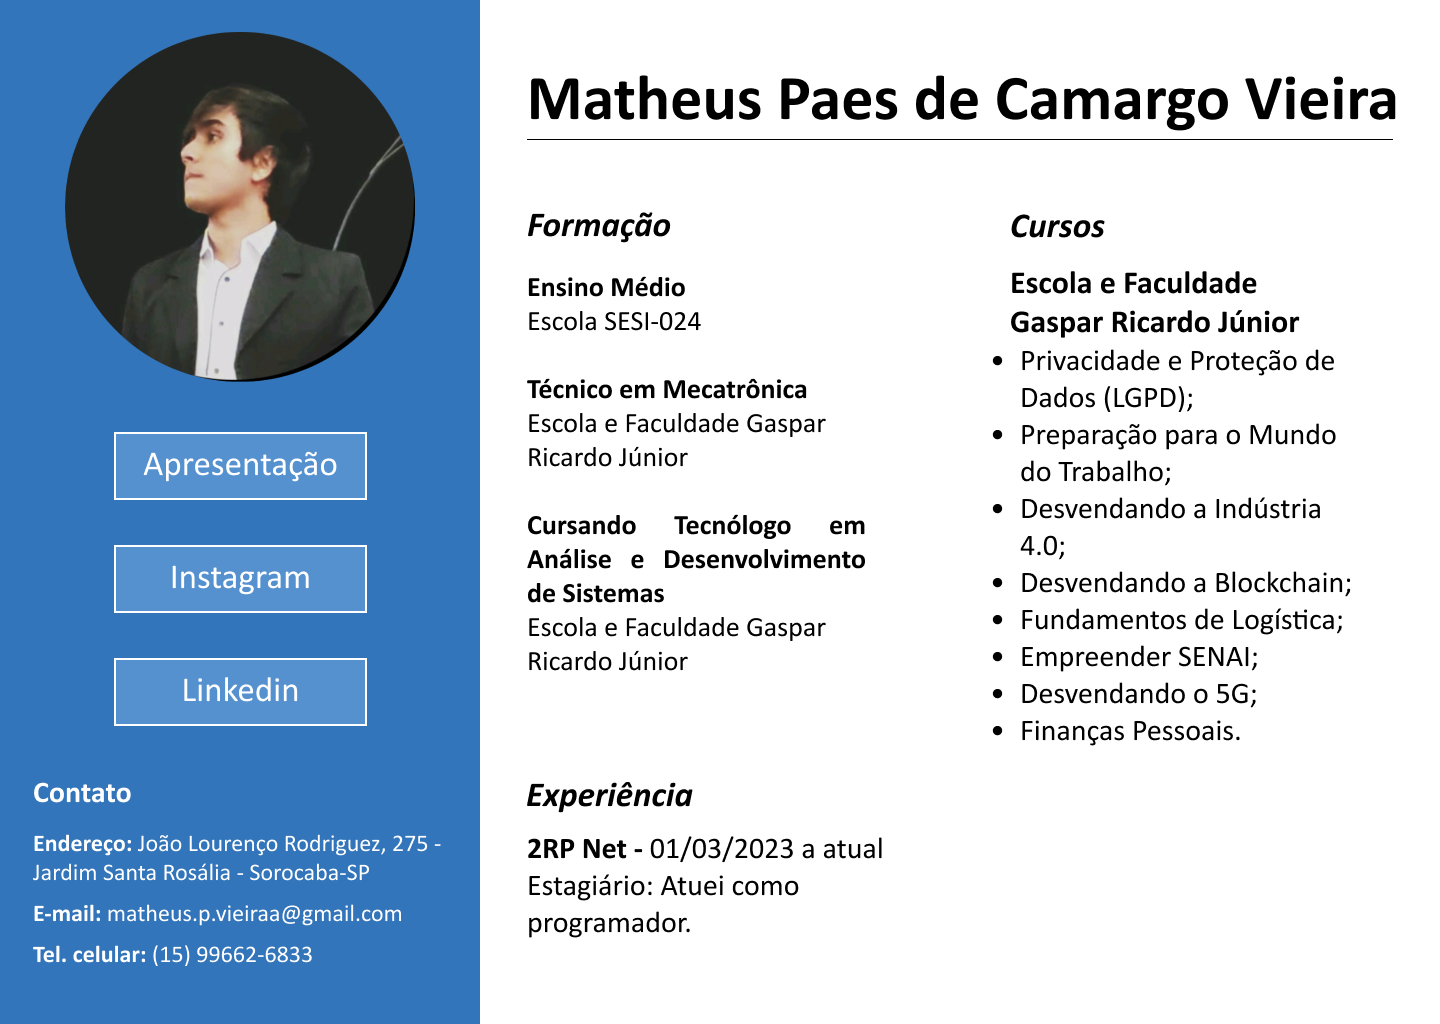 Matheus Paes de Camargo Vieira
Apresentação
Instagram
Linkedin
Contato
Endereço: João Lourenço Rodriguez, 275 -
Jardim Santa Rosália - Sorocaba-SP
E-mail: matheus.p.vieiraa@gmail.com
Tel. celular: (15) 99662-6833
Formação
Ensino Médio
Escola SESI-024
Técnico em Mecatrônica
Escola e Faculdade Gaspar
Ricardo Júnior
Cursando Tecnólogo em
Análise e Desenvolvimento
de Sistemas
Escola e Faculdade Gaspar
Ricardo Júnior
Experiência
2RP Net - 01/03/2023 a atual
Estagiário: Atuei como
programador.
Cursos
Escola e Faculdade
Gaspar Ricardo Júnior
• Privacidade e Proteção de
Dados (LGPD);
• Preparação para o Mundo
do Trabalho;
• Desvendando a Indústria
4.0;
• Desvendando a Blockchain;
• Fundamentos de Logística;
• Empreender SENAI;
• Desvendando o 5G;
• Finanças Pessoais.